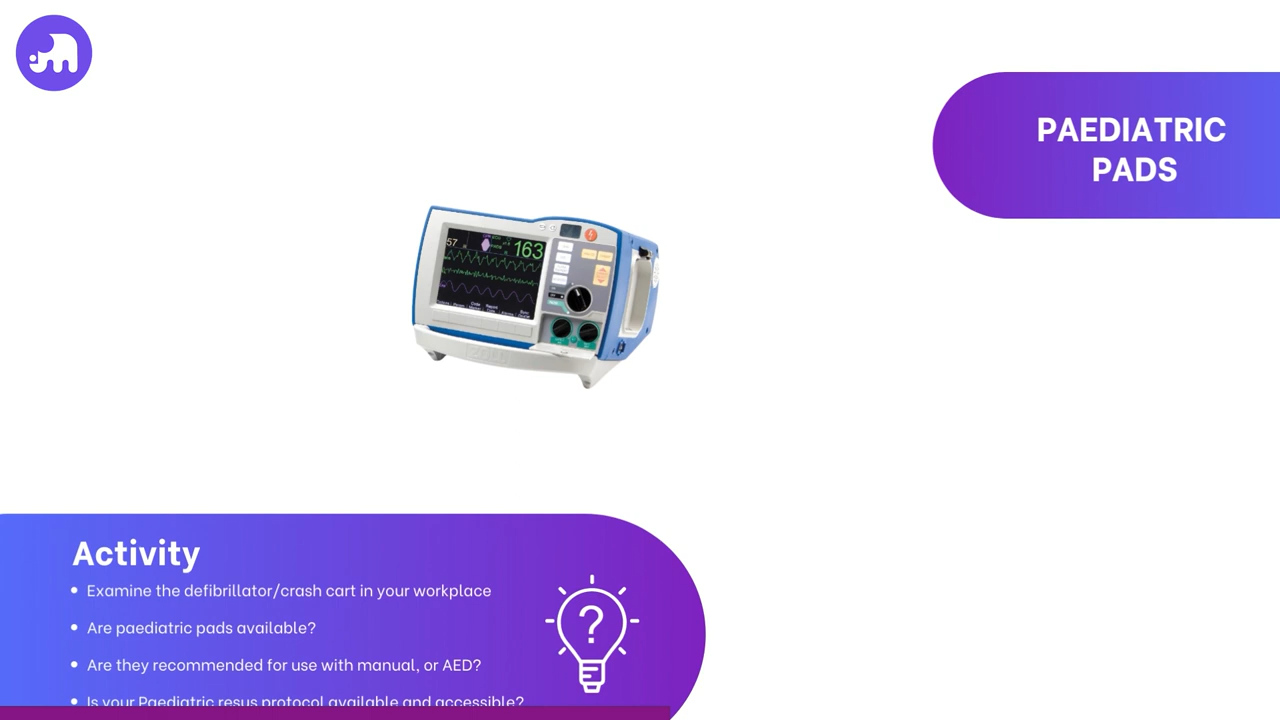 PAEDIATRIC
PADS
57
163
Activity
Examine the defibrillator/crash cart in your workplace
Are paediatric pads available?
Are they recommended for use with manual, or AED?
Is your Paediatric resus protocol available and accessible?